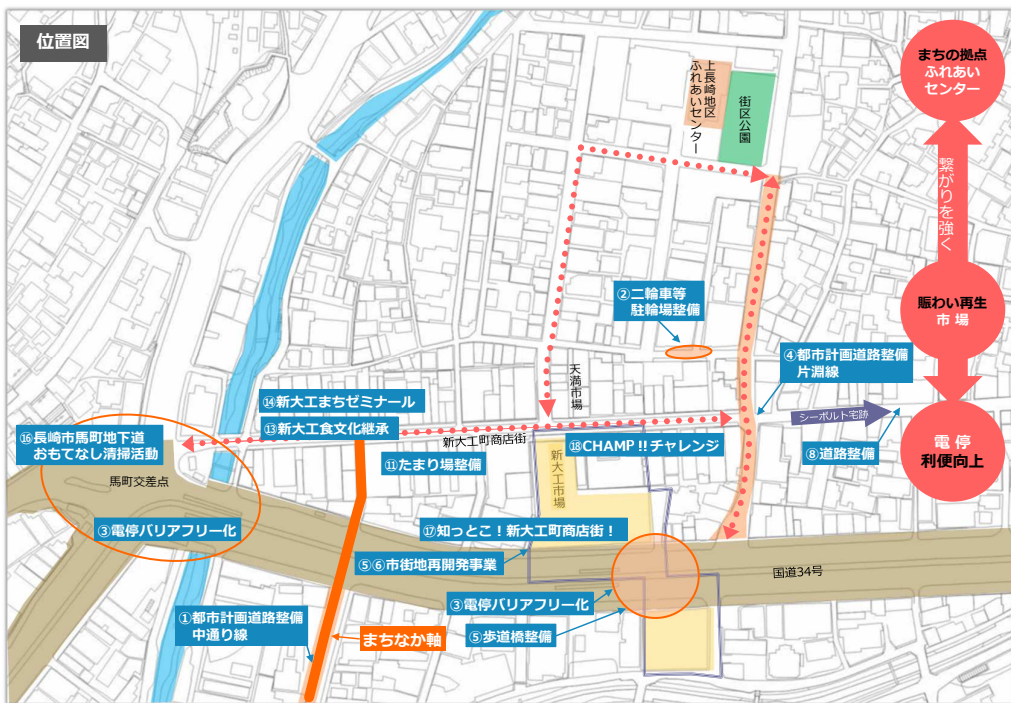 位置図
まちの拠点
ふれあい
センター
上長崎地区
ふれあいセンター
街区公園
繋がりを強く
②二輪車等
駐輪場整備
賑わい再生
市場
④都市計画道路整備
片淵線
天満市場
⑭新大工まちゼミナール
⑬新大工食文化継承
シーボルト宅跡
⑧道路整備
電停
利便向上
⑯長崎市馬町地下道
おもてなし清掃活動
新大工町商店街
⑱CHAMP!!チャレンジ
⑪たまり場整備
新大工市場
馬町交差点
③電停バリアフリー化
⑰知っとこ!新大工町商店街!
⑤⑥市街地再開発事業
国道34号
③電停バリアフリー化
①都市計画道路整備
中通り線
まちなか軸
⑤歩道橋整備